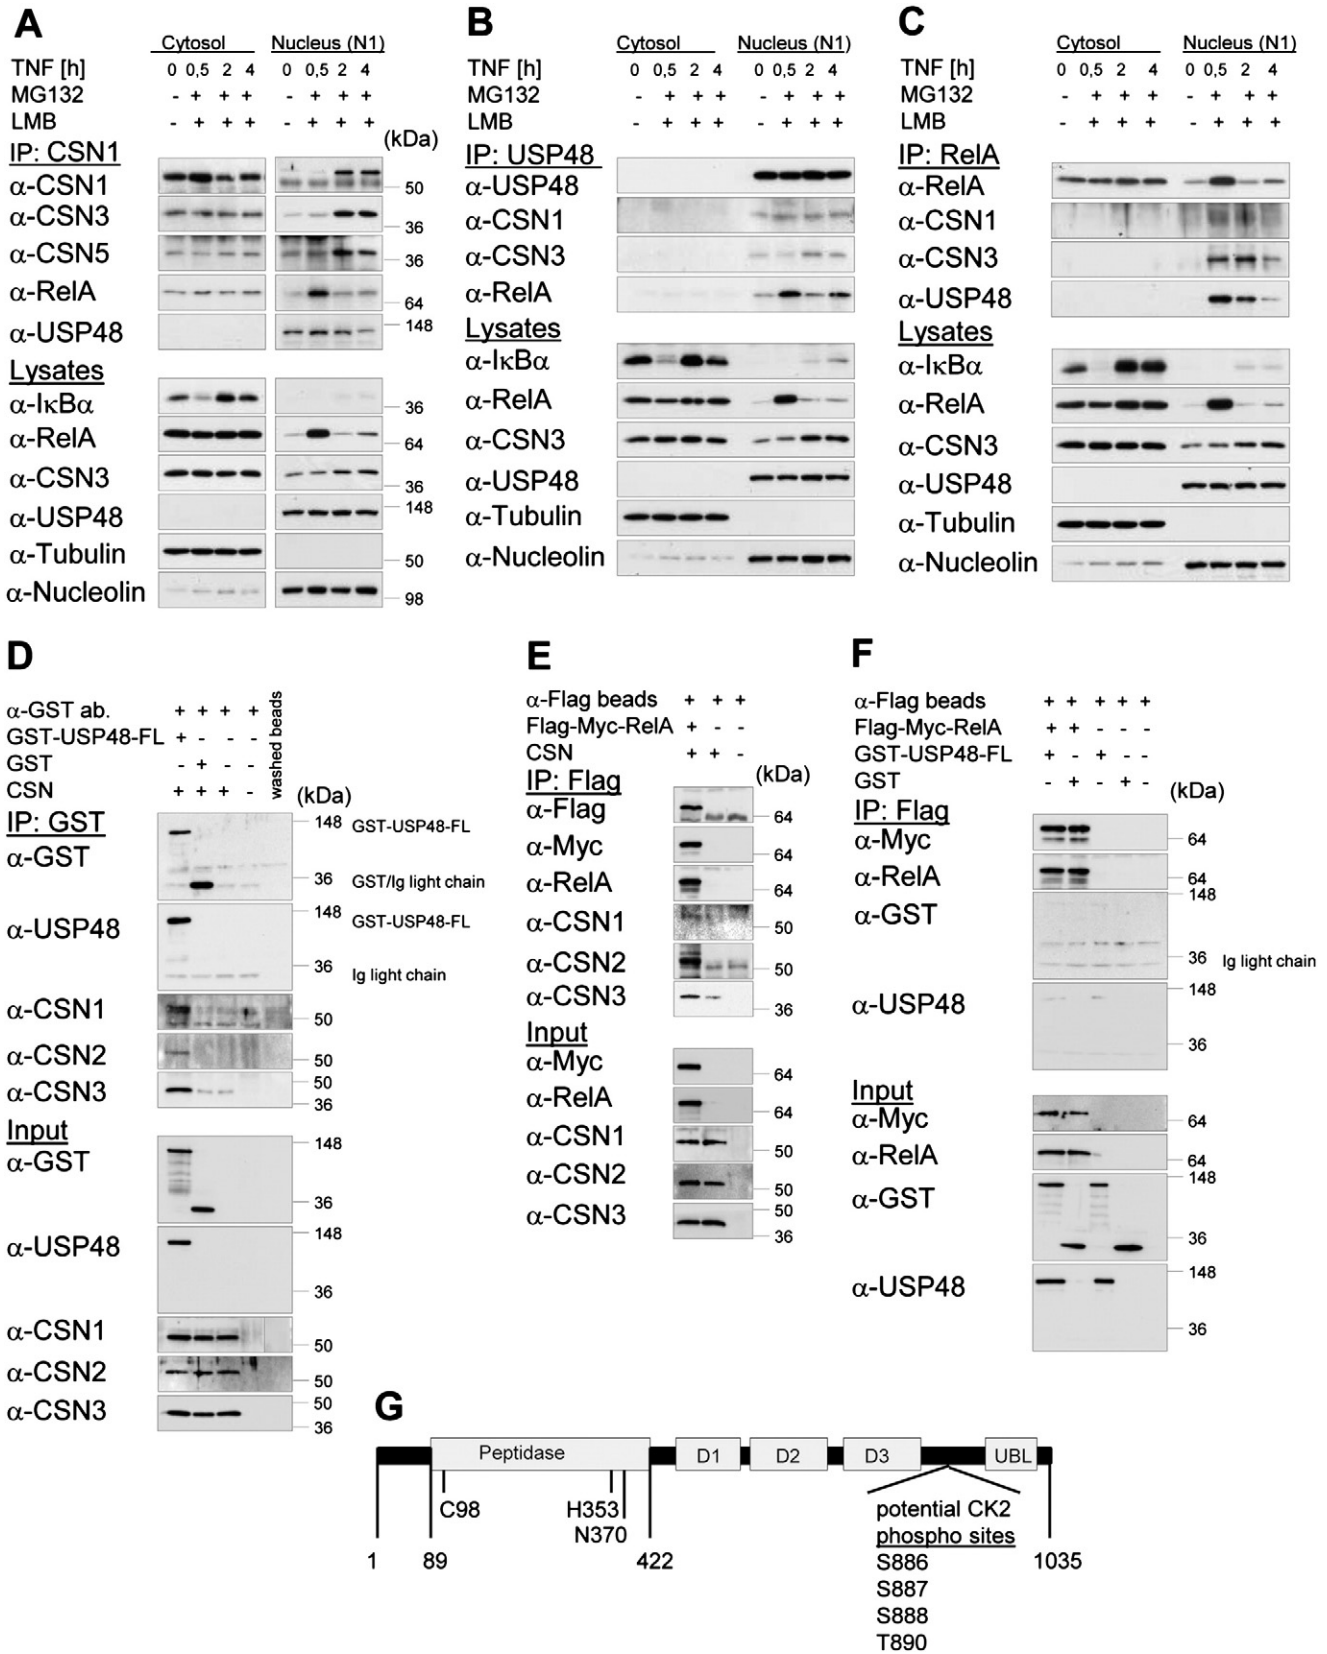 A
Cytosol Nucleus (N1)
TNF [h] 0 0,5 2 4 0 0,5 2 4
MG132 - + + + - + + +
LMB - + + + - + + +
(kDa)
IP: CSN1
α-CSN1 50
α-CSN3 36
α-CSN5 36
α-RelA 64
α-USP48 148
Lysates
α-IκBα 36
α-RelA 64
α-CSN3 36
α-USP48 148
α-Tubulin 50
α-Nucleolin 98
B
Cytosol Nucleus (N1)
TNF [h] 0 0,5 2 4 0 0,5 2 4
MG132 - + + + - + + +
LMB - + + + - + + +
IP: USP48
α-USP48
α-CSN1
α-CSN3
α-RelA
Lysates
α-IκBα
α-RelA
α-CSN3
α-USP48
α-Tubulin
α-Nucleolin
C
Cytosol Nucleus (N1)
TNF [h] 0 0,5 2 4 0 0,5 2 4
MG132 - + + + - + + +
LMB - + + + - + + +
IP: RelA
α-RelA
α-CSN1
α-CSN3
α-USP48
Lysates
α-IκBα
α-RelA
α-CSN3
α-USP48
α-Tubulin
α-Nucleolin
D
α-GST ab. + + + +
GST-USP48-FL + - - -
GST - + - -
CSN + + + -
washed beads
(kDa)
IP: GST
148 GST-USP48-FL
α-GST
36 GST/Ig light chain
148 GST-USP48-FL
α-USP48
36 Ig light chain
α-CSN1 50
α-CSN2 50
α-CSN3 50
36
Input
148
α-GST
36
148
α-USP48
36
α-CSN1 50
α-CSN2 50
α-CSN3 50
36
E
α-Flag beads + + +
Flag-Myc-RelA + - -
CSN + + -
(kDa)
IP: Flag
α-Flag 64
α-Myc 64
α-RelA 64
α-CSN1 50
α-CSN2 50
α-CSN3 36
Input
α-Myc 64
α-RelA 64
α-CSN1 50
α-CSN2 50
α-CSN3 50
36
F
α-Flag beads + + + + +
Flag-Myc-RelA + + - - -
GST-USP48-FL + - + - -
GST - + - + -
(kDa)
IP: Flag
α-Myc 64
α-RelA 64
148
α-GST
36 Ig light chain
148
α-USP48
36
Input
α-Myc 64
α-RelA 64
148
α-GST
36
148
α-USP48
36
G
Peptidase D1 D2 D3 UBL
C98 H353
N370
potential CK2
phospho sites
1 89 422 1035
S886
S887
S888
T890